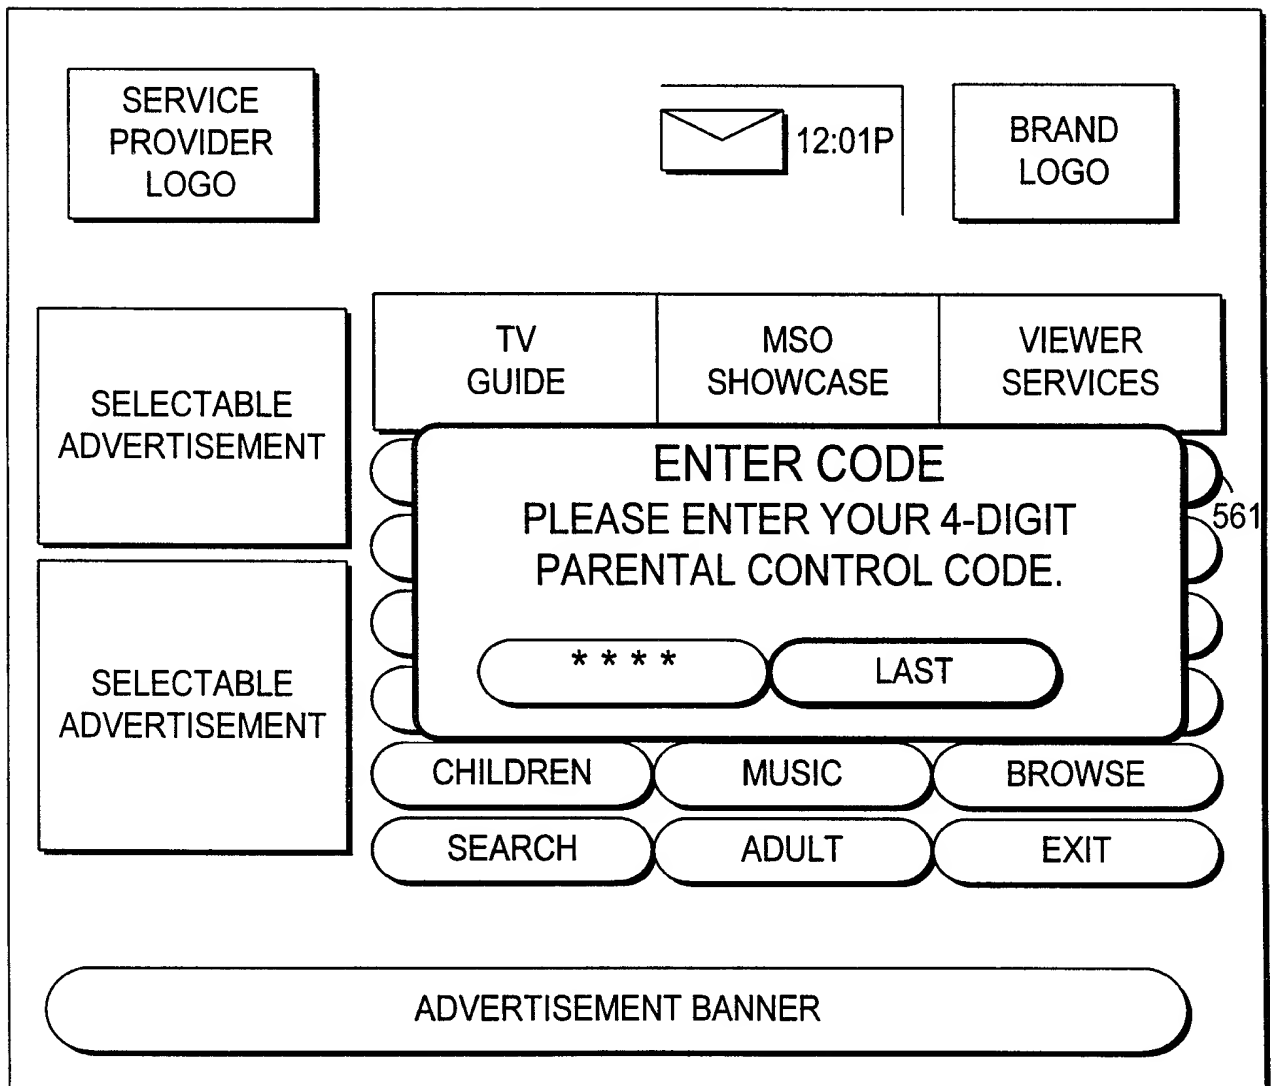 SERVICE
PROVIDER
LOGO
12:01P
BRAND
LOGO
SELECTABLE
ADVERTISEMENT
SELECTABLE
ADVERTISEMENT
TV
GUIDE
MSO
SHOWCASE
VIEWER
SERVICES
ENTER CODE
PLEASE ENTER YOUR 4-DIGIT
PARENTAL CONTROL CODE.
* * * *
LAST
561
CHILDREN
MUSIC
BROWSE
SEARCH
ADULT
EXIT
ADVERTISEMENT BANNER